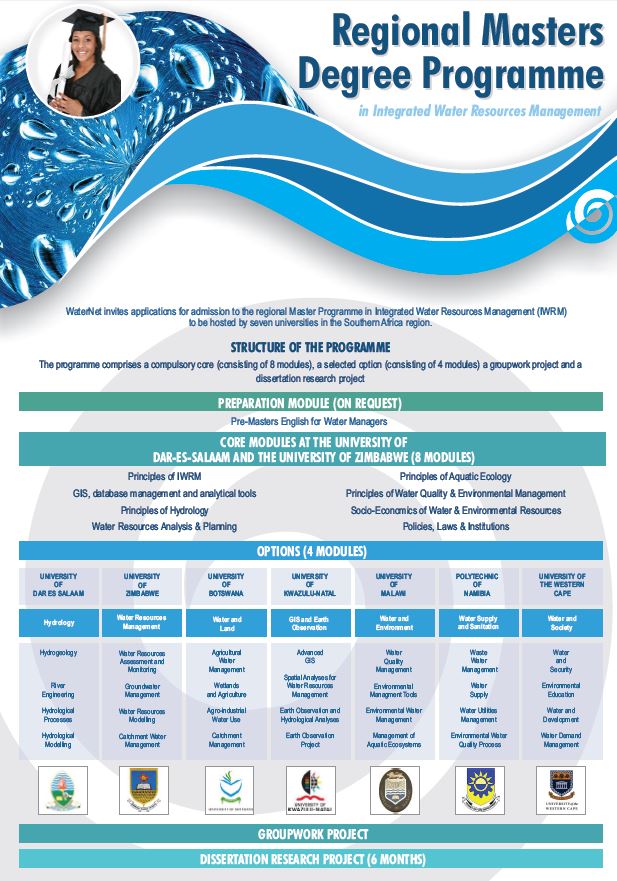 Regional Masters
Degree Programme
in Integrated Water Resources Management
WaterNet invites applications for admission to the regional Master Programme in Integrated Water Resources Management (IWRM)
to be hosted by seven universities in the Southern Africa region.
STRUCTURE OF THE PROGRAMME
The programme comprises a compulsory core (consisting of 8 modules), a selected option (consisting of 4 modules) a groupwork project and a
dissertation research project
PREPARATION MODULE (ON REQUEST)
Pre-Masters English for Water Managers
CORE MODULES AT THE UNIVERSITY OF
DAR-ES-SALAAM AND THE UNIVERSITY OF ZIMBABWE (8 MODULES)
Principles of IWRM
GIS, database management and analytical tools
Principles of Hydrology
Water Resources Analysis & Planning
Principles of Aquatic Ecology
Principles of Water Quality & Environmental Management
Socio-Economics of Water & Environmental Resources
Policies, Laws & Institutions
OPTIONS (4 MODULES)
UNIVERSITY
OF
DAR ES SALAAM
Hydrology
Hydrogeology
River
Engineering
Hydrological
Processes
Hydrological
Modelling
UNIVERSITY
OF
ZIMBABWE
Water Resources
Management
Water Resources
Assessment and
Monitoring
Groundwater
Management
Water Resources
Modelling
Catchment Water
Management
UNIVERSITY
OF
BOTSWANA
Water and
Land
Agricultural
Water
Management
Wetlands
and Agriculture
Agro-industrial
Water Use
Catchment
Management
UNIVERSITY
OF
KWAZULU-NATAL
GIS and Earth
Observation
Advanced
GIS
Spatial Analyses for
Water Resources
Management
Earth Observation and
Hydrological Analyses
Earth Observation
Project
UNIVERSITY
OF
MALAWI
Water and
Environment
Water
Quality
Management
Environmental
Managment Tools
Environmental Water
Management
Management of
Aquatic Ecosystems
POLYTECHNIC
OF
NAMIBIA
Water Supply
and Sanitation
Waste
Water
Management
Water
Supply
Water Utilities
Management
Environmental Water
Quality Process
UNIVERSITY OF
THE WESTERN
CAPE
Water and
Society
Water
and
Security
Environmental
Education
Water and
Development
Water Demand
Management
UNIVERSITY OF BOTSWANA
UNIVERSITY OF
KWAZULU-NATAL
UNIVERSITY of the
WESTERN CAPE
GROUPWORK PROJECT
DISSERTATION RESEARCH PROJECT (6 MONTHS)